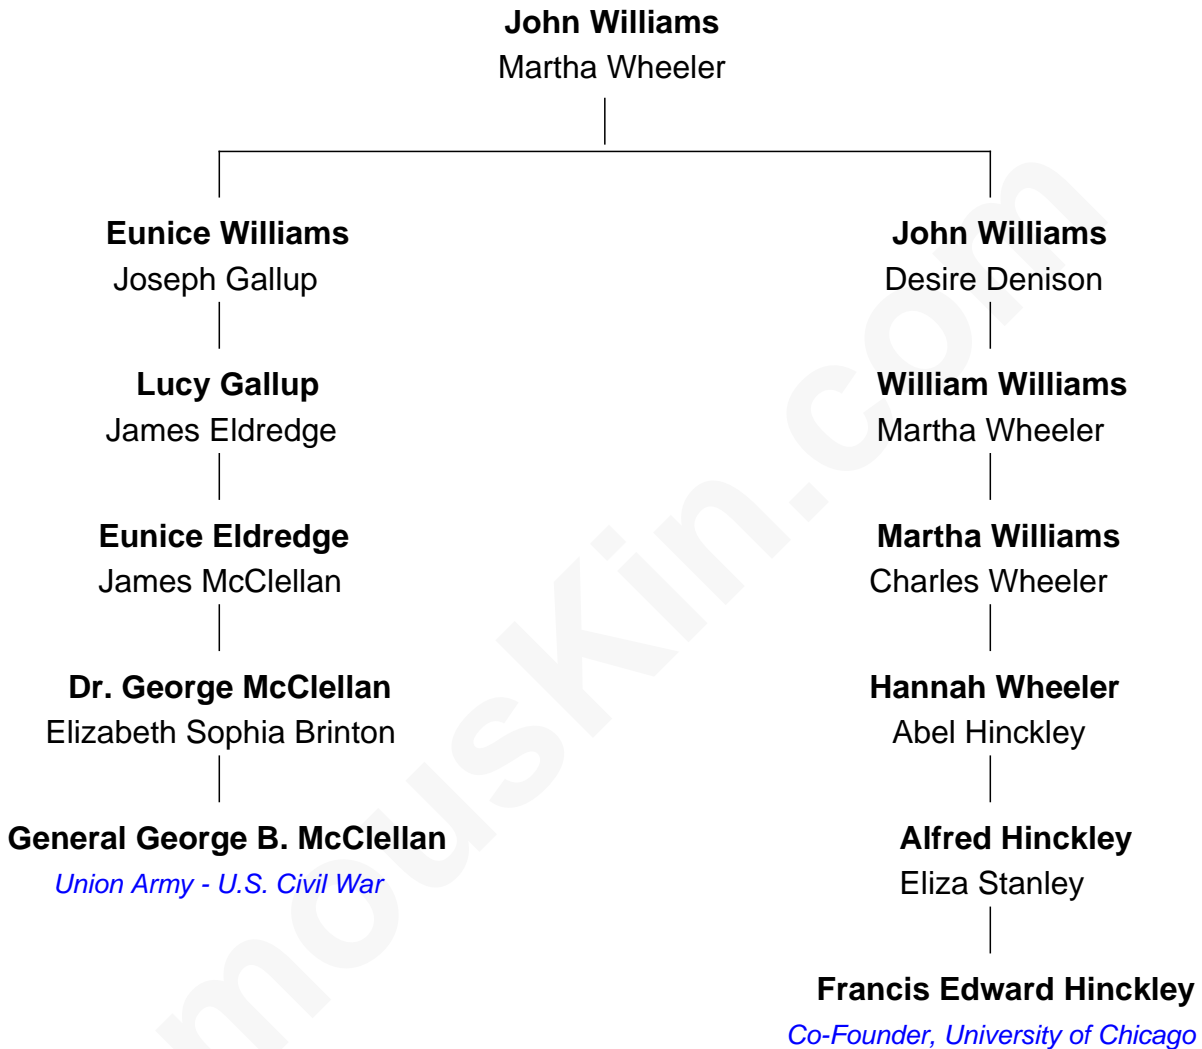 John Williams
Martha Wheeler
Eunice Williams
Joseph Gallup
John Williams
Desire Denison
Lucy Gallup
James Eldredge
William Williams
Martha Wheeler
Eunice Eldredge
James McClellan
Martha Williams
Charles Wheeler
Dr. George McClellan
Elizabeth Sophia Brinton
Hannah Wheeler
Abel Hinckley
General George B. McClellan
Union Army - U.S. Civil War
Alfred Hinckley
Eliza Stanley
Francis Edward Hinckley
Co-Founder, University of Chicago
mousKin.com